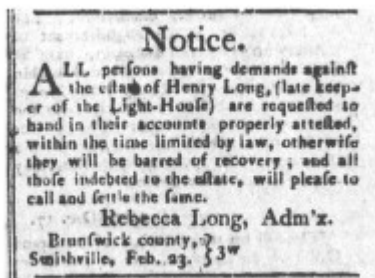 Notice.
ALL perſons having demands againſt
the eſtate of Henry Long, (late keep-
er of the Light-Houſe) are requeſted to
hand in their accounts properly atteſted,
within the time limited by law, otherwiſe
they will be barred of recovery; and all
thoſe indebted to the eſtate, will pleaſe to
call and ſettle the ſame.
Rebecca Long, Adm'x.
Brunſwick county, }
Smithville, Feb. 23. } 3w